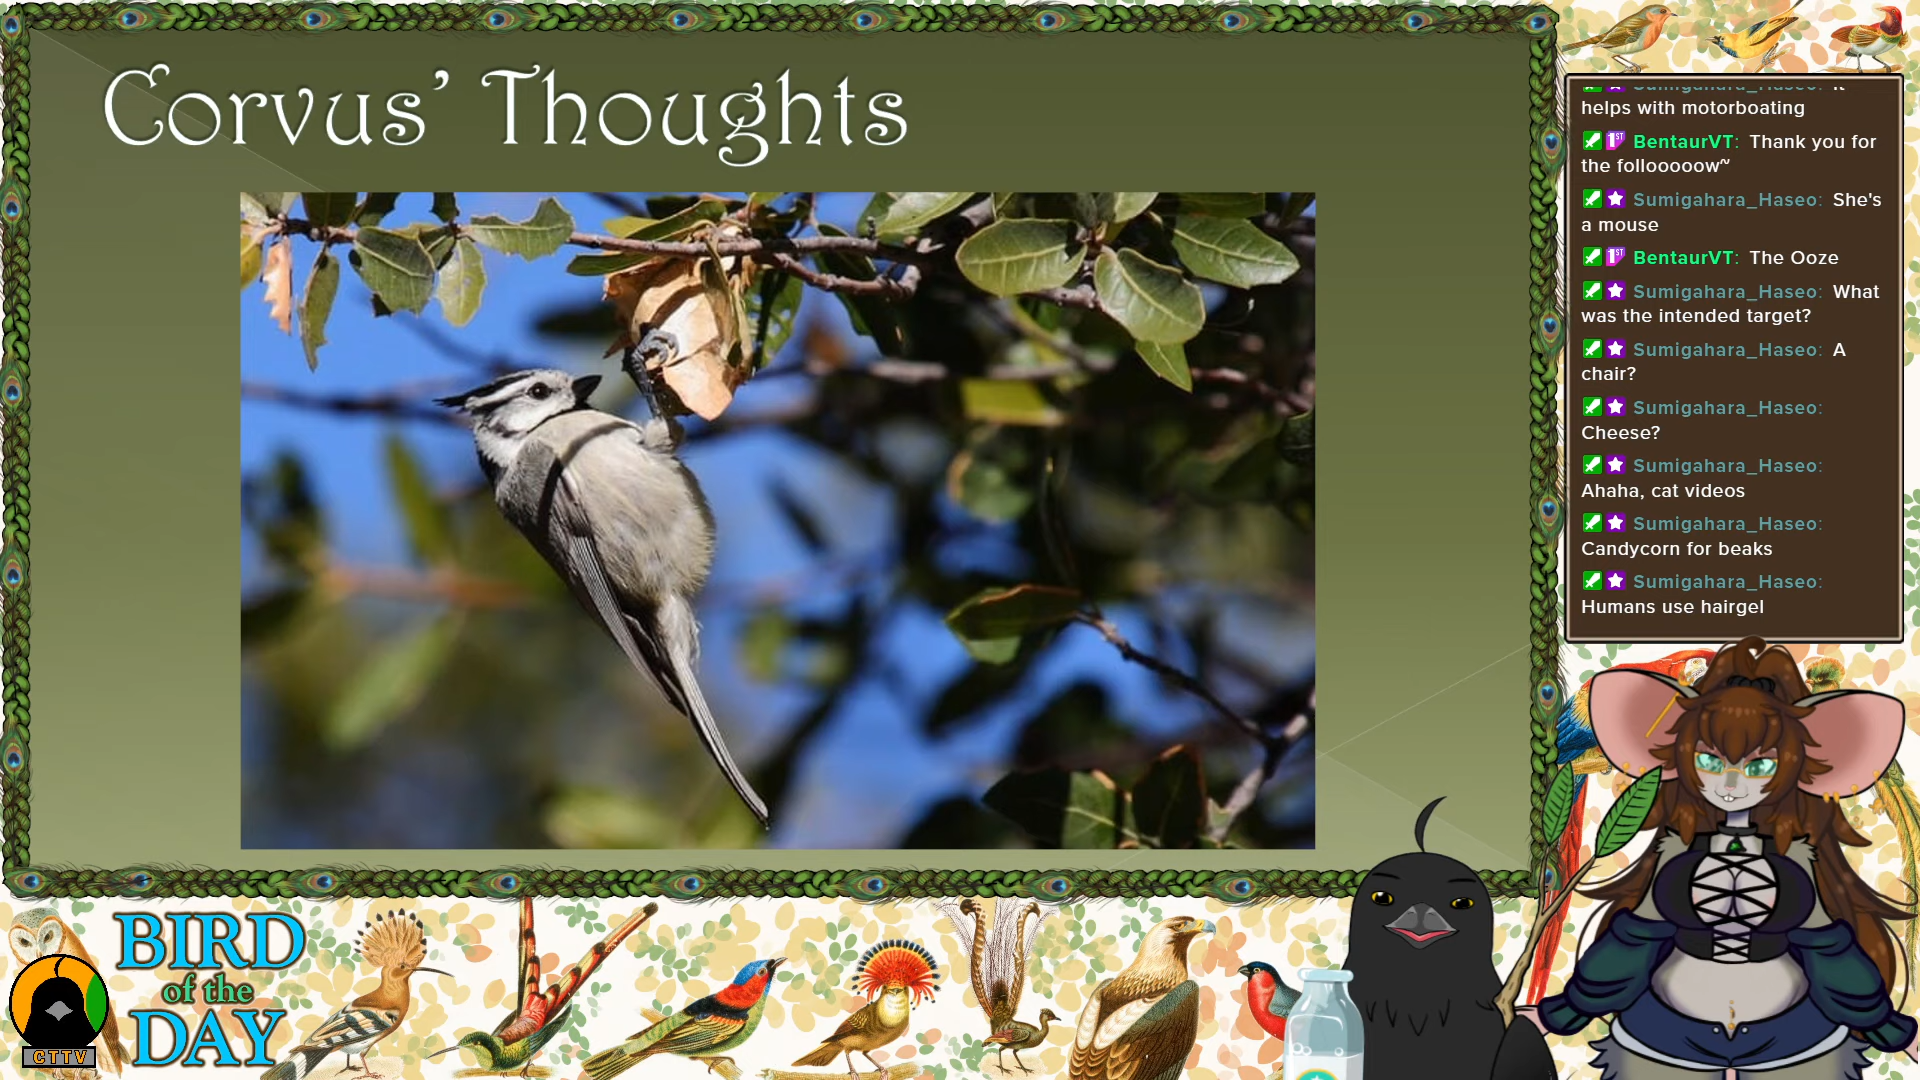 Corvus' Thoughts
helps with motorboating
BentaurVT: Thank you for
the follooooow~
Sumigahara_Haseo: She's
a mouse
BentaurVT: The Ooze
Sumigahara_Haseo: What
was the intended target?
Sumigahara_Haseo: A
chair?
Sumigahara_Haseo:
Cheese?
Sumigahara_Haseo:
Ahaha, cat videos
Sumigahara_Haseo:
Candycorn for beaks
Sumigahara_Haseo:
Humans use hairgel
BIRD
of the
DAY
CTTV